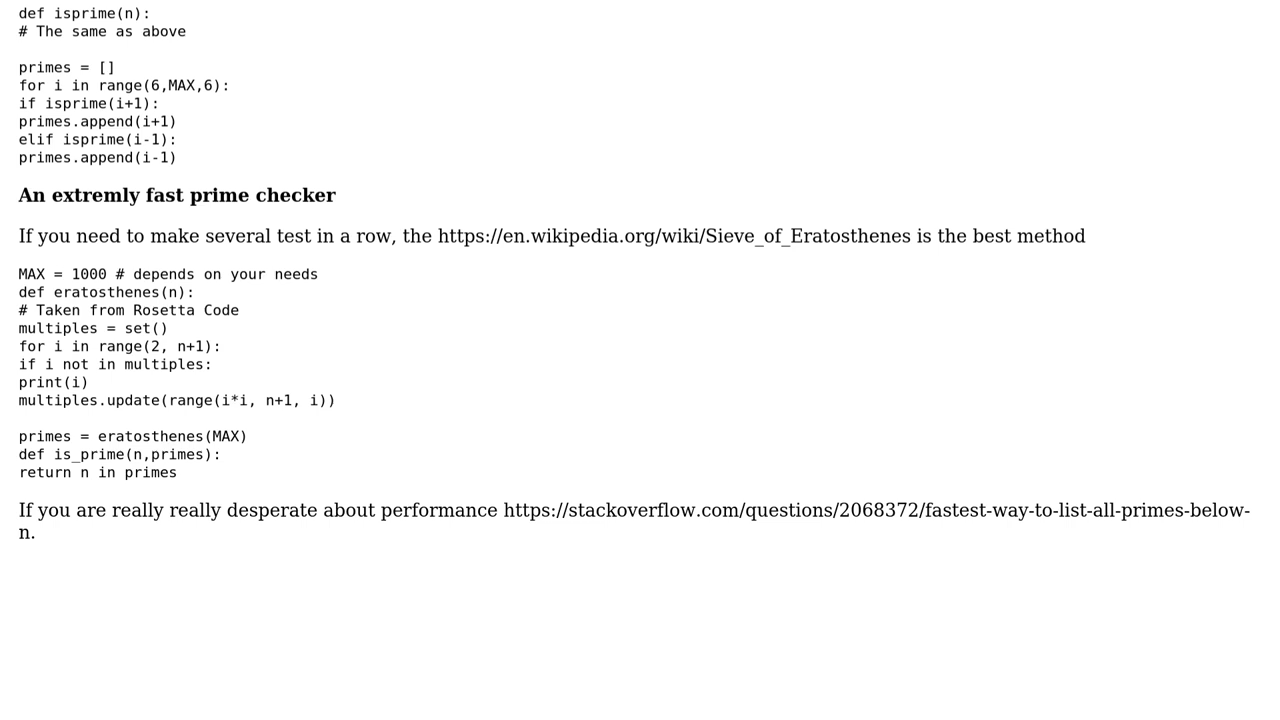 def isprime(n):
# The same as above

primes = []
for i in range(6,MAX,6):
if isprime(i+1):
primes.append(i+1)
elif isprime(i-1):
primes.append(i-1)

An extremly fast prime checker

If you need to make several test in a row, the https://en.wikipedia.org/wiki/Sieve_of_Eratosthenes is the best method

MAX = 1000 # depends on your needs
def eratosthenes(n):
# Taken from Rosetta Code
multiples = set()
for i in range(2, n+1):
if i not in multiples:
print(i)
multiples.update(range(i*i, n+1, i))

primes = eratosthenes(MAX)
def is_prime(n,primes):
return n in primes

If you are really really desperate about performance https://stackoverflow.com/questions/2068372/fastest-way-to-list-all-primes-below-
n.